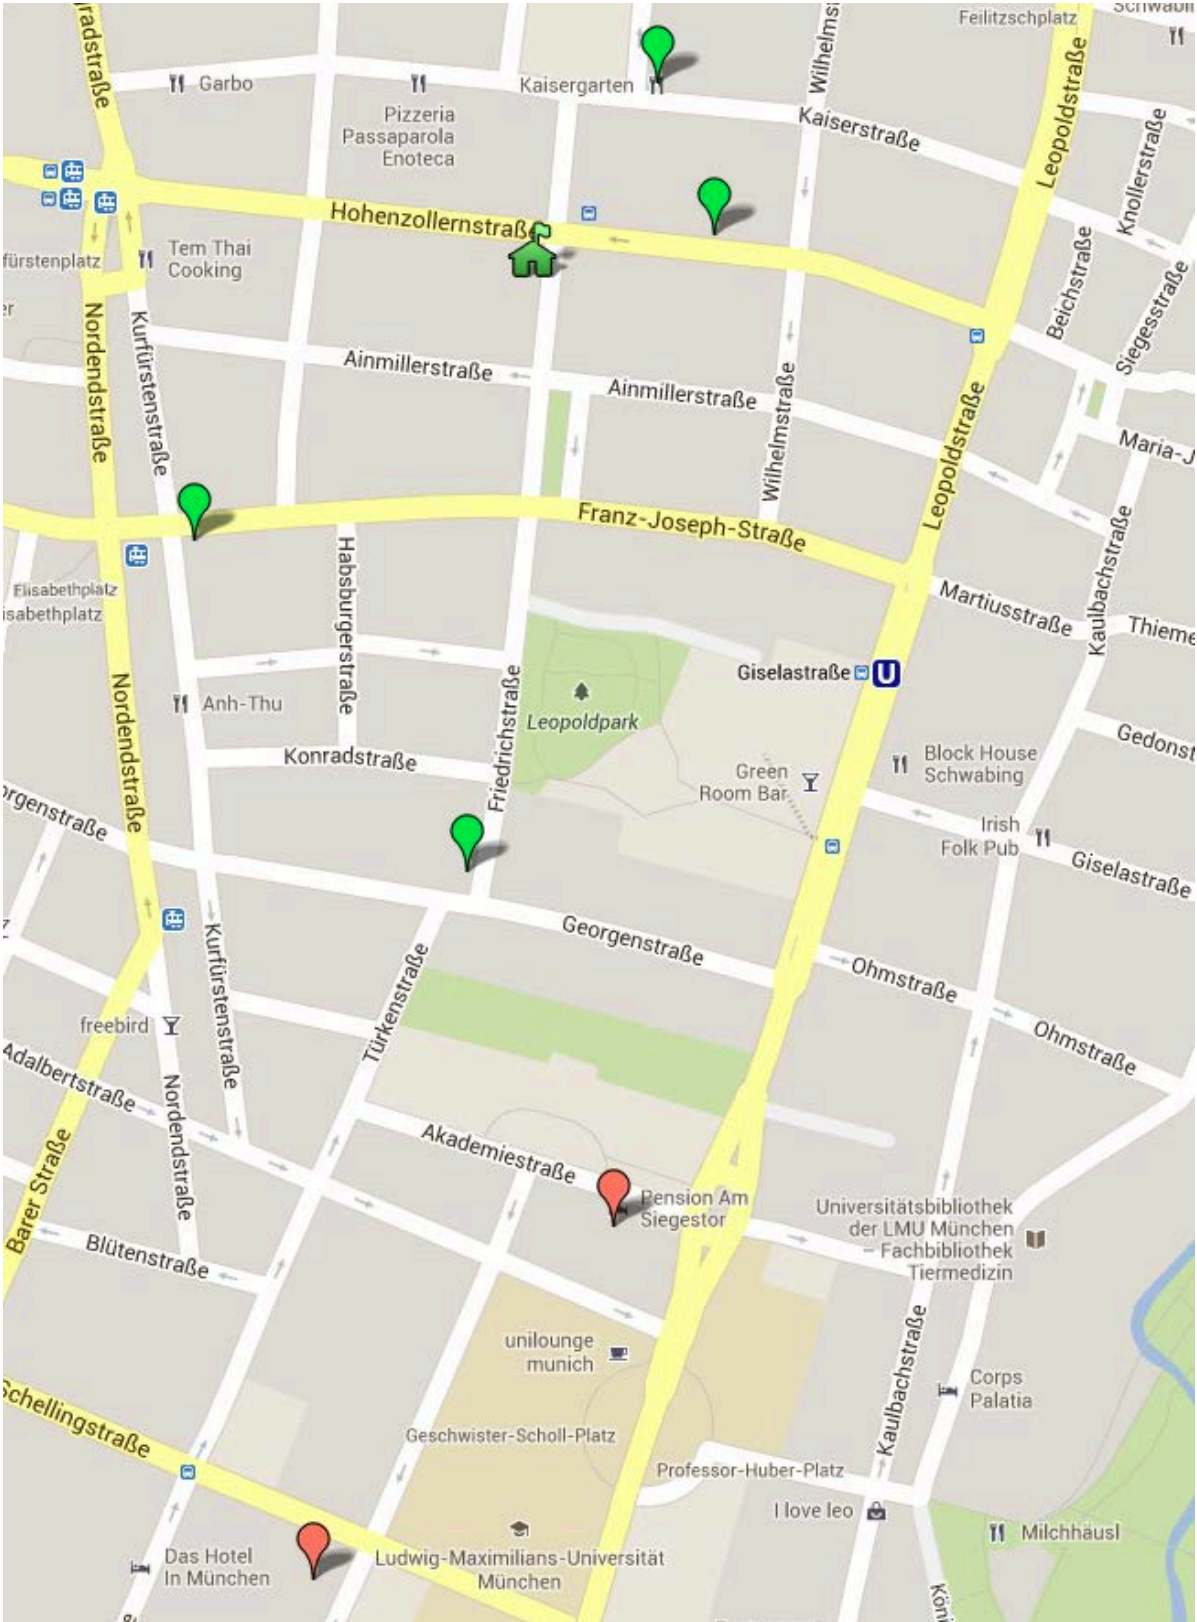 Feilitzschplatz
Garbo
Kaisergarten
Pizzeria
Passaparola
Enoteca
Kaiserstraße
Leopoldstraße
Knollerstraße
Hohenzollernstraße
Tem Thai
Cooking
Beichstraße
Siegesstraße
Nordendstraße
Kurfürstenstraße
Ainmillerstraße
Ainmillerstraße
Wilhelmstraße
Leopoldstraße
Franz-Joseph-Straße
Habsburgerstraße
Elisabethplatz
Martiusstraße
Kaulbachstraße
Giselastraße
U
Nordendstraße
Anh-Thu
Friedrichstraße
Leopoldpark
Konradstraße
Green
Room Bar
Block House
Schwabing
Irish
Folk Pub
Giselastraße
Georgenstraße
Kurfürstenstraße
Türkenstraße
Ohmstraße
Ohmstraße
freebird
Adalbertstraße
Nordendstraße
Barer Straße
Akademiestraße
Pension Am
Siegestor
Universitätsbibliothek
der LMU München
– Fachbibliothek
Tiermedizin
Blütenstraße
unilounge
munich
Kaulbachstraße
Corps
Palatia
Schellingstraße
Geschwister-Scholl-Platz
Professor-Huber-Platz
I love leo
Milchhäusl
Das Hotel
In München
Ludwig-Maximilians-Universität
München